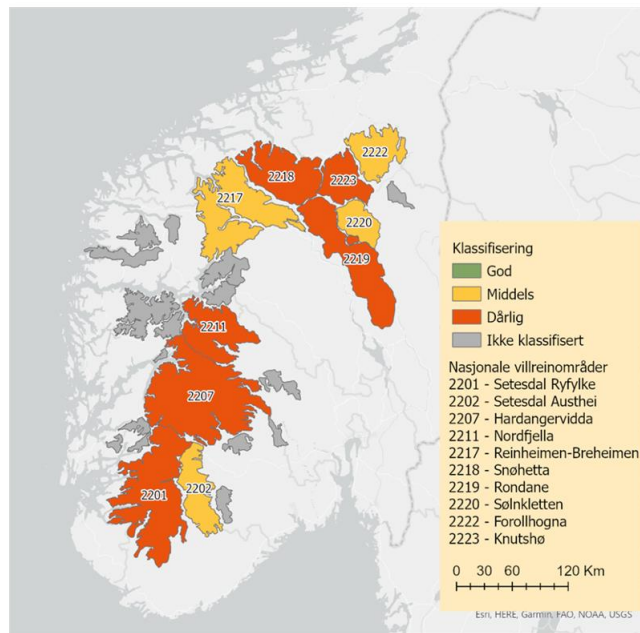 2222
2218
2223
2217
2220
2219
2211
2207
2201
2202
Klassifisering
God
Middels
Dårlig
Ikke klassifisert
Nasjonale villreinområder
2201 - Setesdal Ryfylke
2202 - Setesdal Austhei
2207 - Hardangervidda
2211 - Nordfjella
2217 - Reinheimen-Breheimen
2218 - Snøhetta
2219 - Rondane
2220 - Sølnkletten
2222 - Forollhogna
2223 - Knutshø
0 30 60 120 Km
Esri, HERE, Garmin, FAO, NOAA, USGS